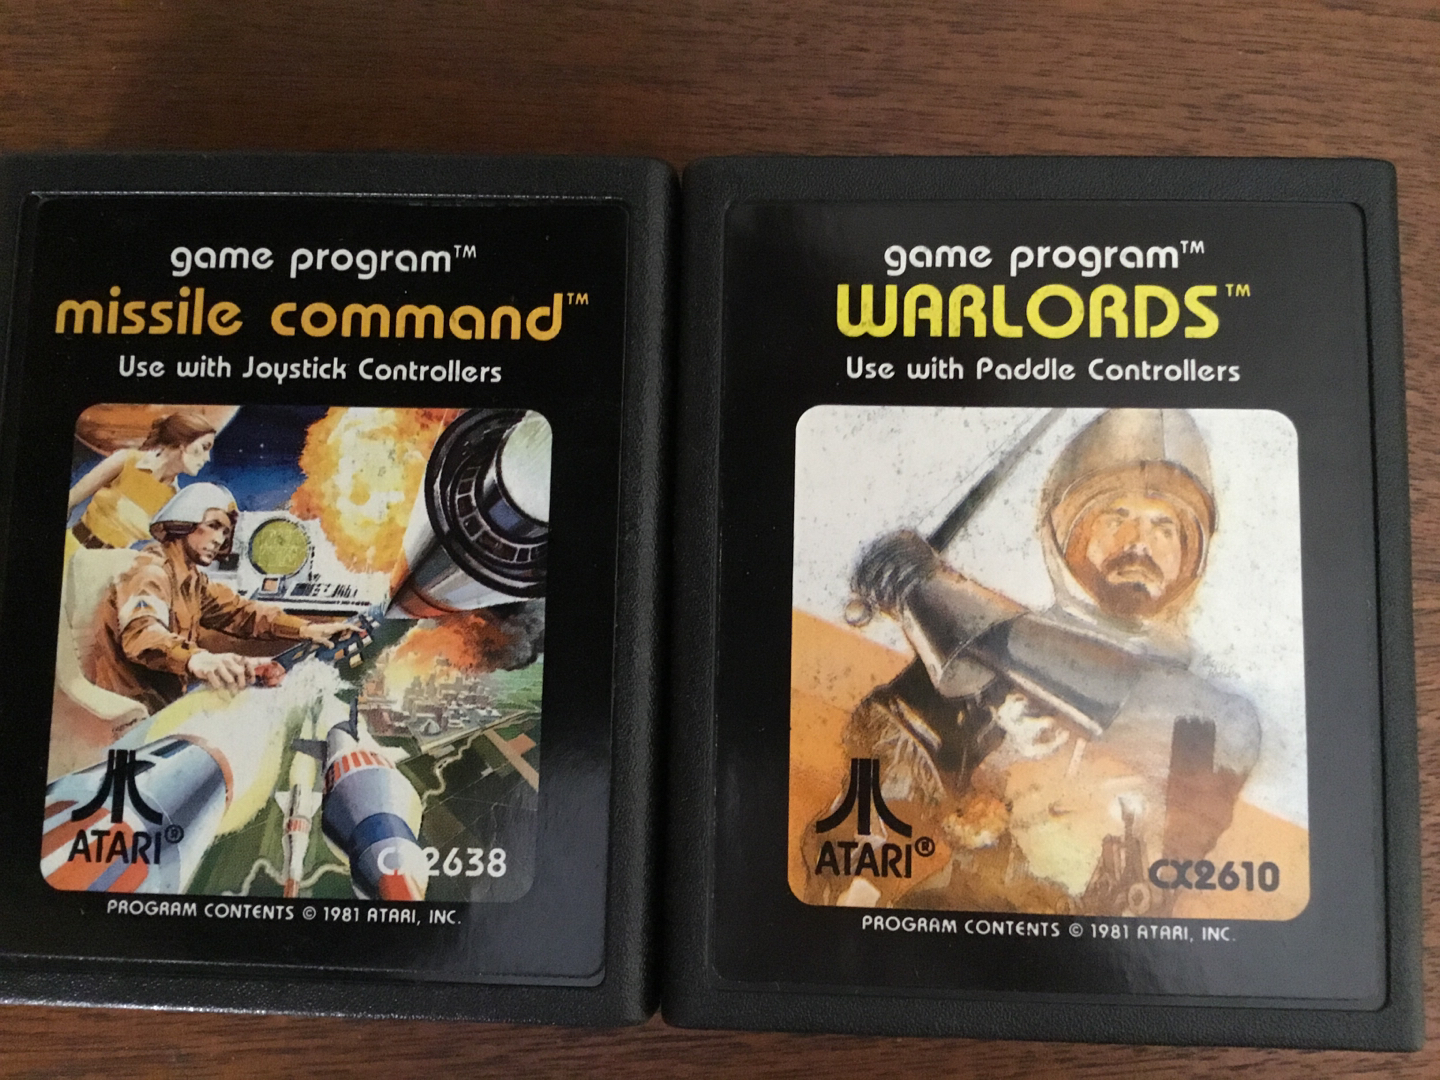 game program™
missile command™
Use with Joystick Controllers
ATARI®
CX2638
PROGRAM CONTENTS © 1981 ATARI, INC.
game program™
WARLORDS™
Use with Paddle Controllers
ATARI®
CX2610
PROGRAM CONTENTS © 1981 ATARI, INC.